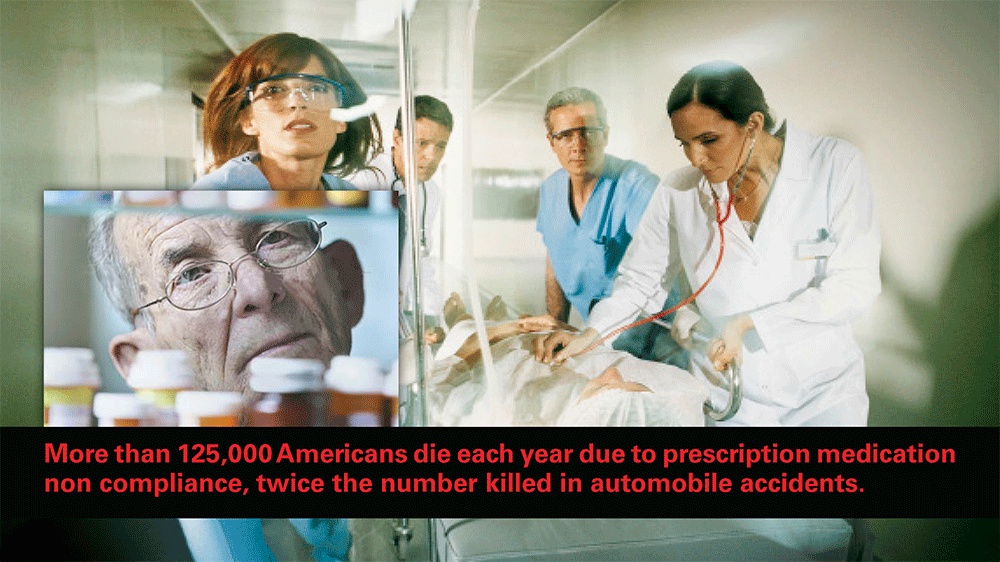 More than 125,000 Americans die each year due to prescription medication
non compliance, twice the number killed in automobile accidents.